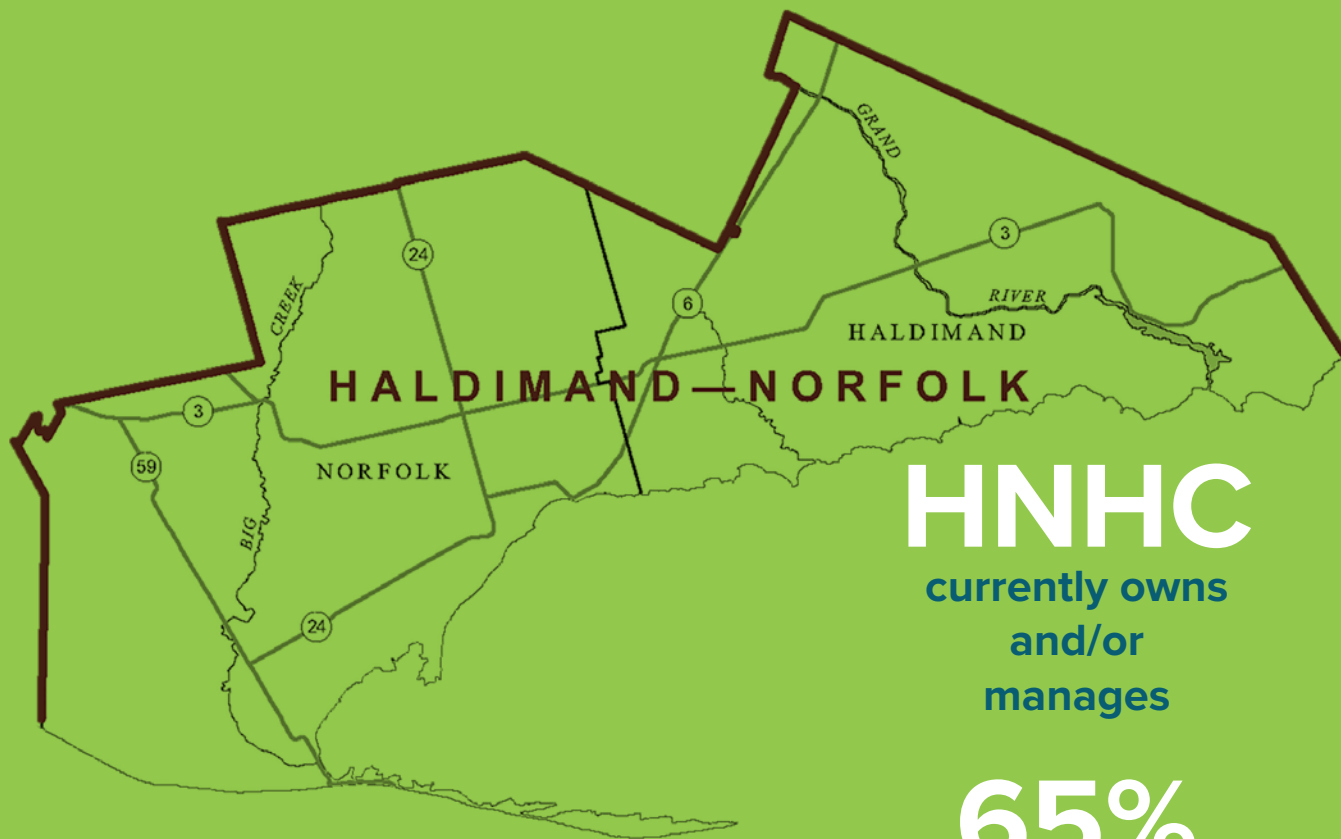 GRAND
3
24
CREEK
RIVER
6
HALDIMAND
HALDIMAND—NORFOLK
3
59
NORFOLK
BIG
24
HNHC
currently owns
and/or
manages
65%